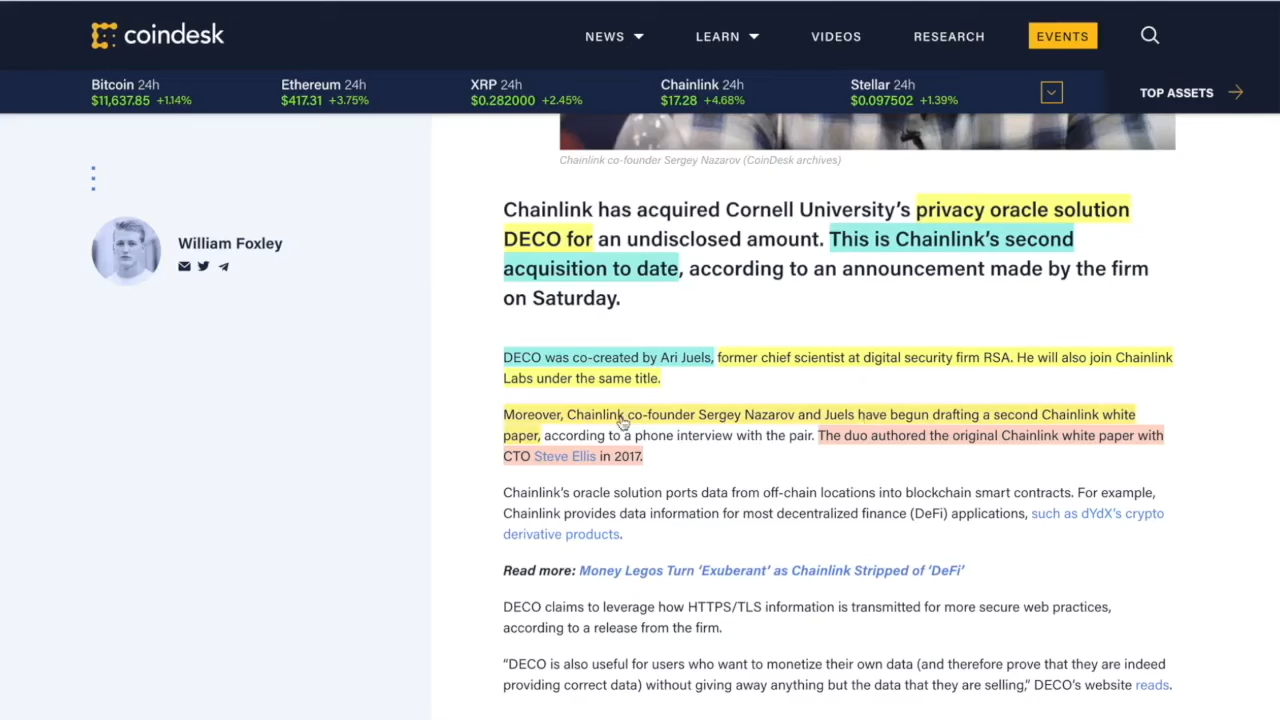 coindesk
NEWS LEARN VIDEOS RESEARCH EVENTS
Bitcoin 24h Ethereum 24h XRP 24h Chainlink 24h Stellar 24h
$11,637.85 +1.14% $417.31 +3.75% $0.282000 +2.45% $17.28 +4.68% $0.097502 +1.39%
TOP ASSETS
Chainlink co-founder Sergey Nazarov (CoinDesk archives)
William Foxley
Chainlink has acquired Cornell University’s privacy oracle solution
DECO for an undisclosed amount. This is Chainlink’s second
acquisition to date, according to an announcement made by the firm
on Saturday.
DECO was co-created by Ari Juels, former chief scientist at digital security firm RSA. He will also join Chainlink
Labs under the same title.
Moreover, Chainlink co-founder Sergey Nazarov and Juels have begun drafting a second Chainlink white
paper, according to a phone interview with the pair. The duo authored the original Chainlink white paper with
CTO Steve Ellis in 2017.
Chainlink’s oracle solution ports data from off-chain locations into blockchain smart contracts. For example,
Chainlink provides data information for most decentralized finance (DeFi) applications, such as dYdX’s crypto
derivative products.
Read more: Money Legos Turn ‘Exuberant’ as Chainlink Stripped of ‘DeFi’
DECO claims to leverage how HTTPS/TLS information is transmitted for more secure web practices,
according to a release from the firm.
“DECO is also useful for users who want to monetize their own data (and therefore prove that they are indeed
providing correct data) without giving away anything but the data that they are selling,” DECO’s website reads.